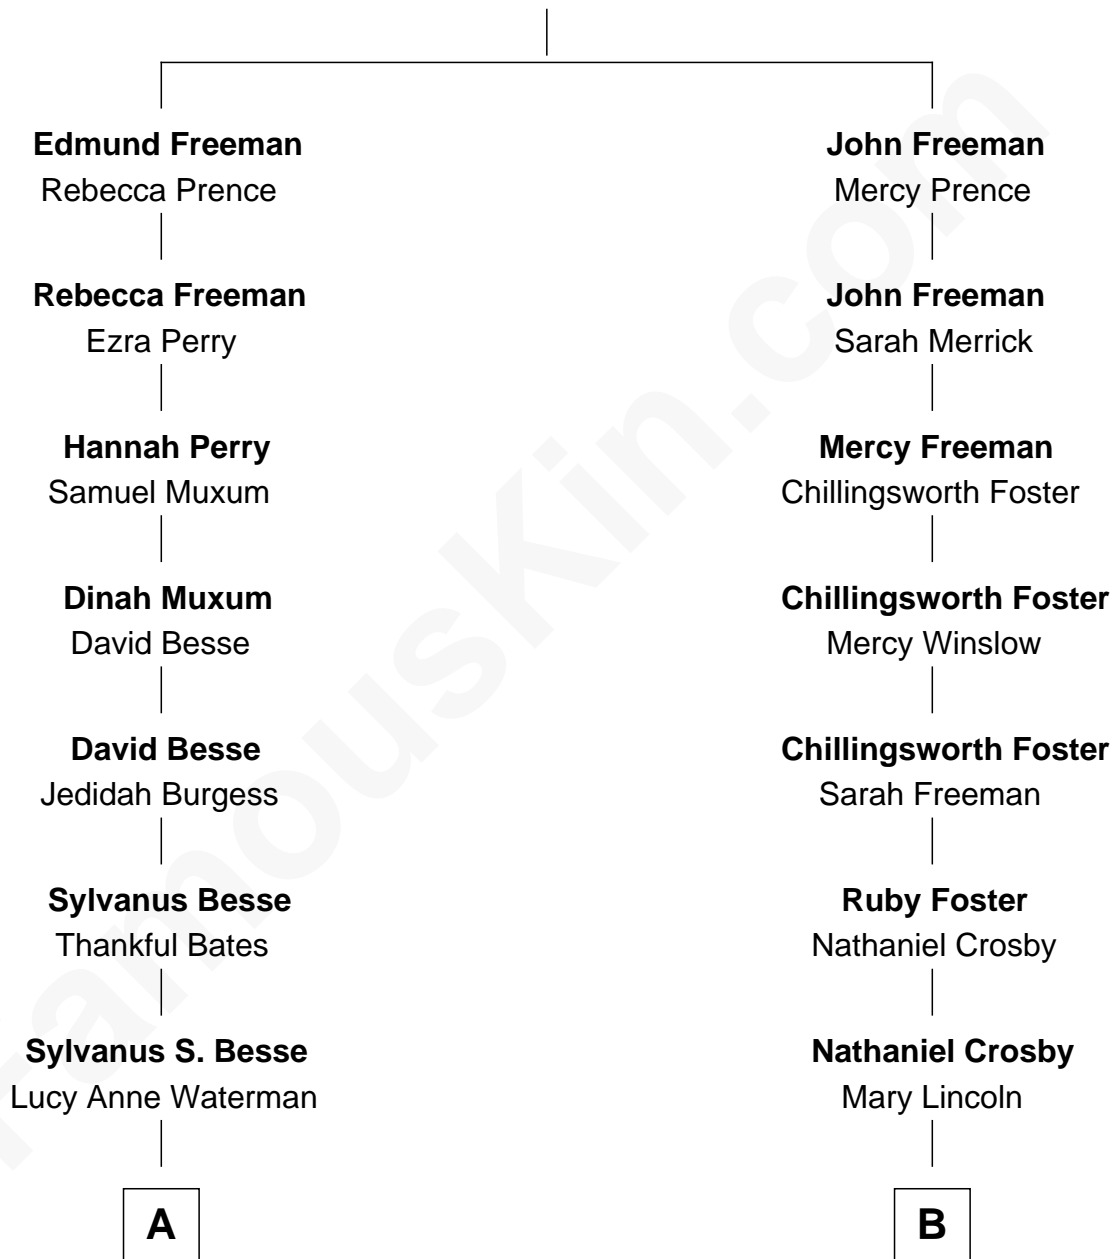 Edmund Freeman
Rebecca Prence
Rebecca Freeman
Ezra Perry
Hannah Perry
Samuel Muxum
Dinah Muxum
David Besse
David Besse
Jedidah Burgess
Sylvanus Besse
Thankful Bates
Sylvanus S. Besse
Lucy Anne Waterman
A
John Freeman
Mercy Prence
John Freeman
Sarah Merrick
Mercy Freeman
Chillingsworth Foster
Chillingsworth Foster
Mercy Winslow
Chillingsworth Foster
Sarah Freeman
Ruby Foster
Nathaniel Crosby
Nathaniel Crosby
Mary Lincoln
B
FamousKin.com